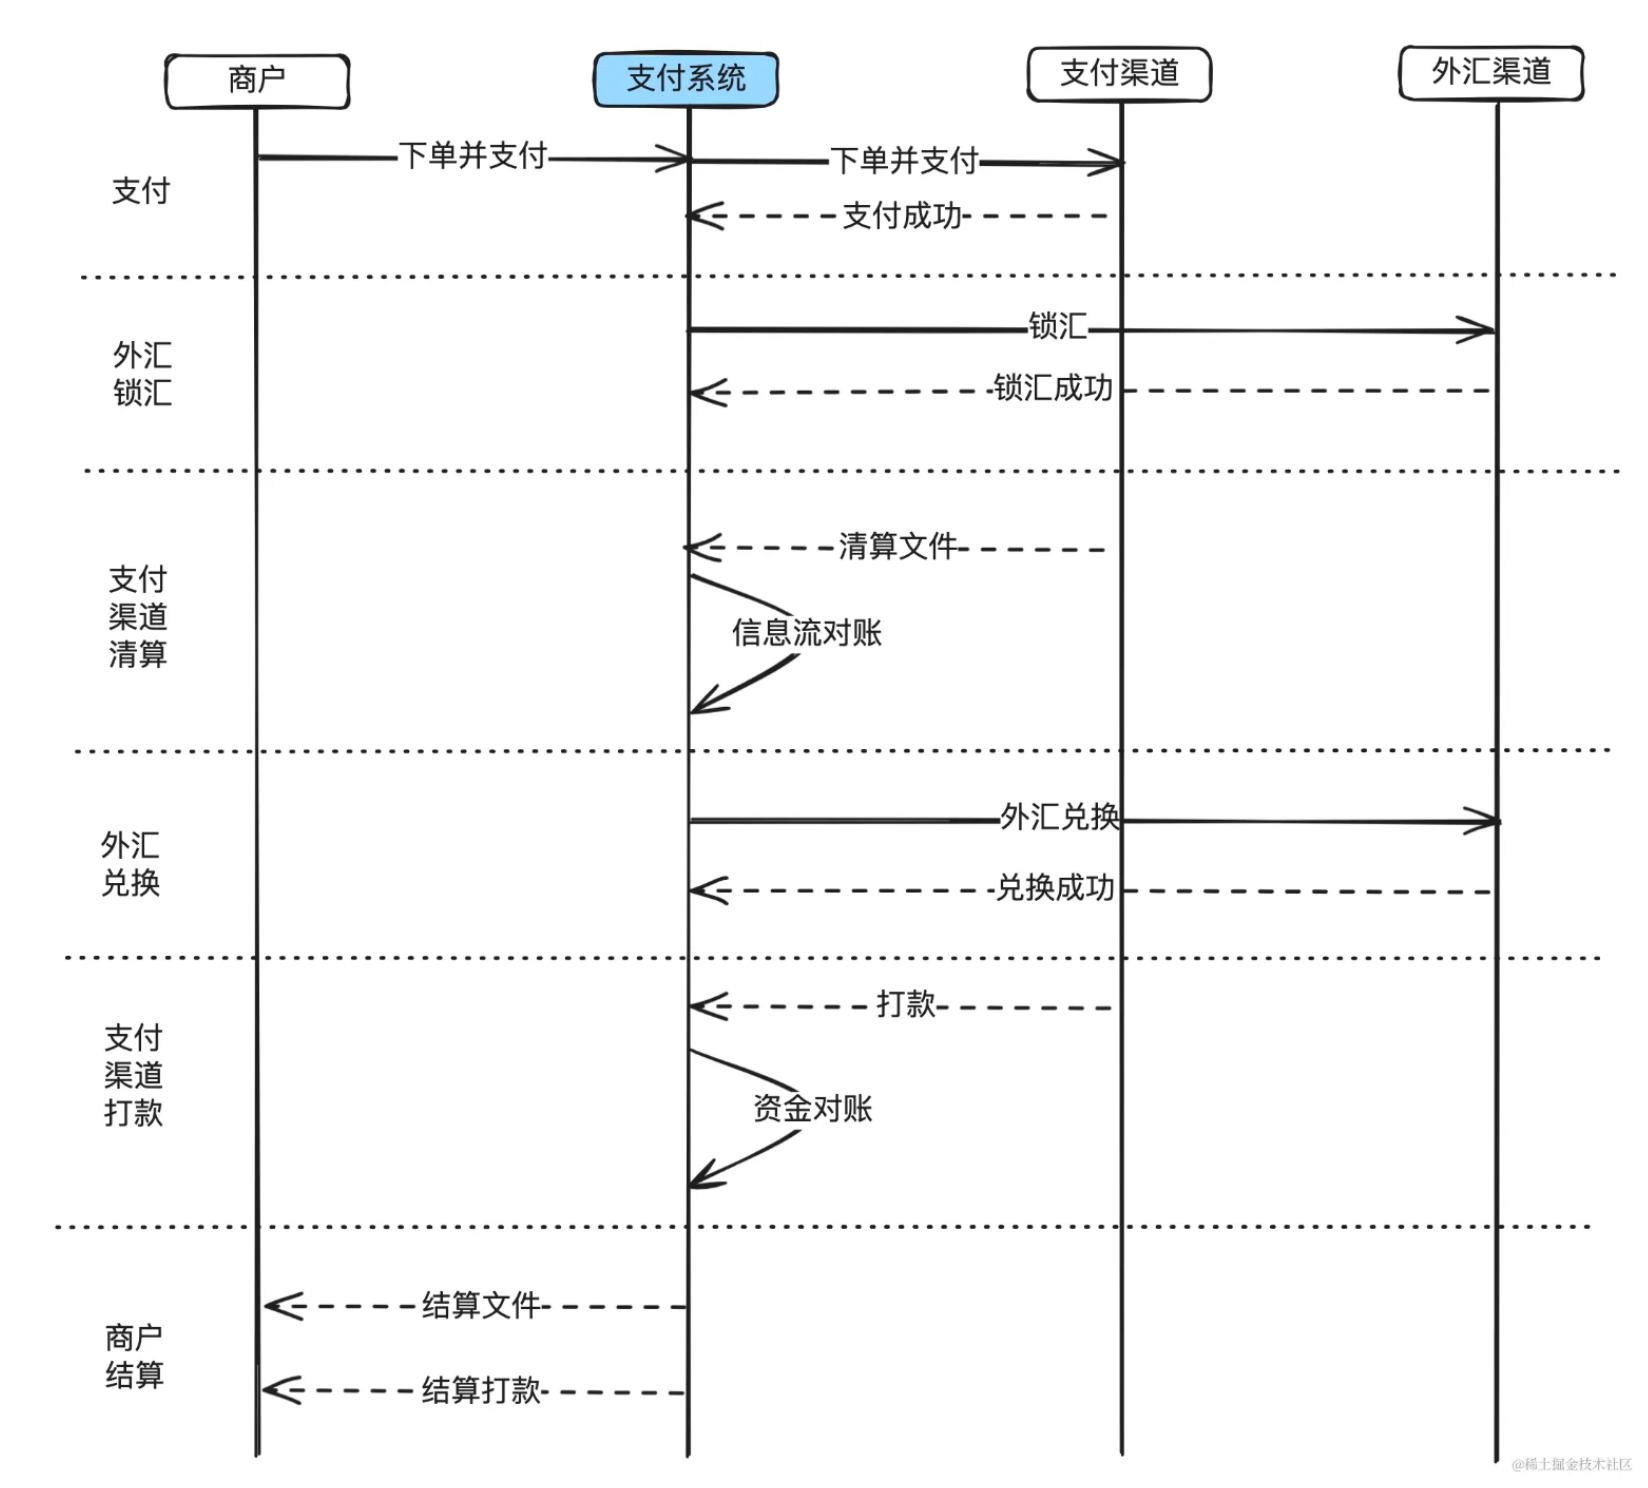 商户
支付系统
支付渠道
外汇渠道
下单并支付
下单并支付
支付
支付成功
锁汇
外汇
锁汇
锁汇成功
清算文件
支付
渠道
清算
信息流对账
外汇兑换
外汇
兑换
兑换成功
打款
支付
渠道
打款
资金对账
结算文件
商户
结算
结算打款
@稀土掘金技术社区